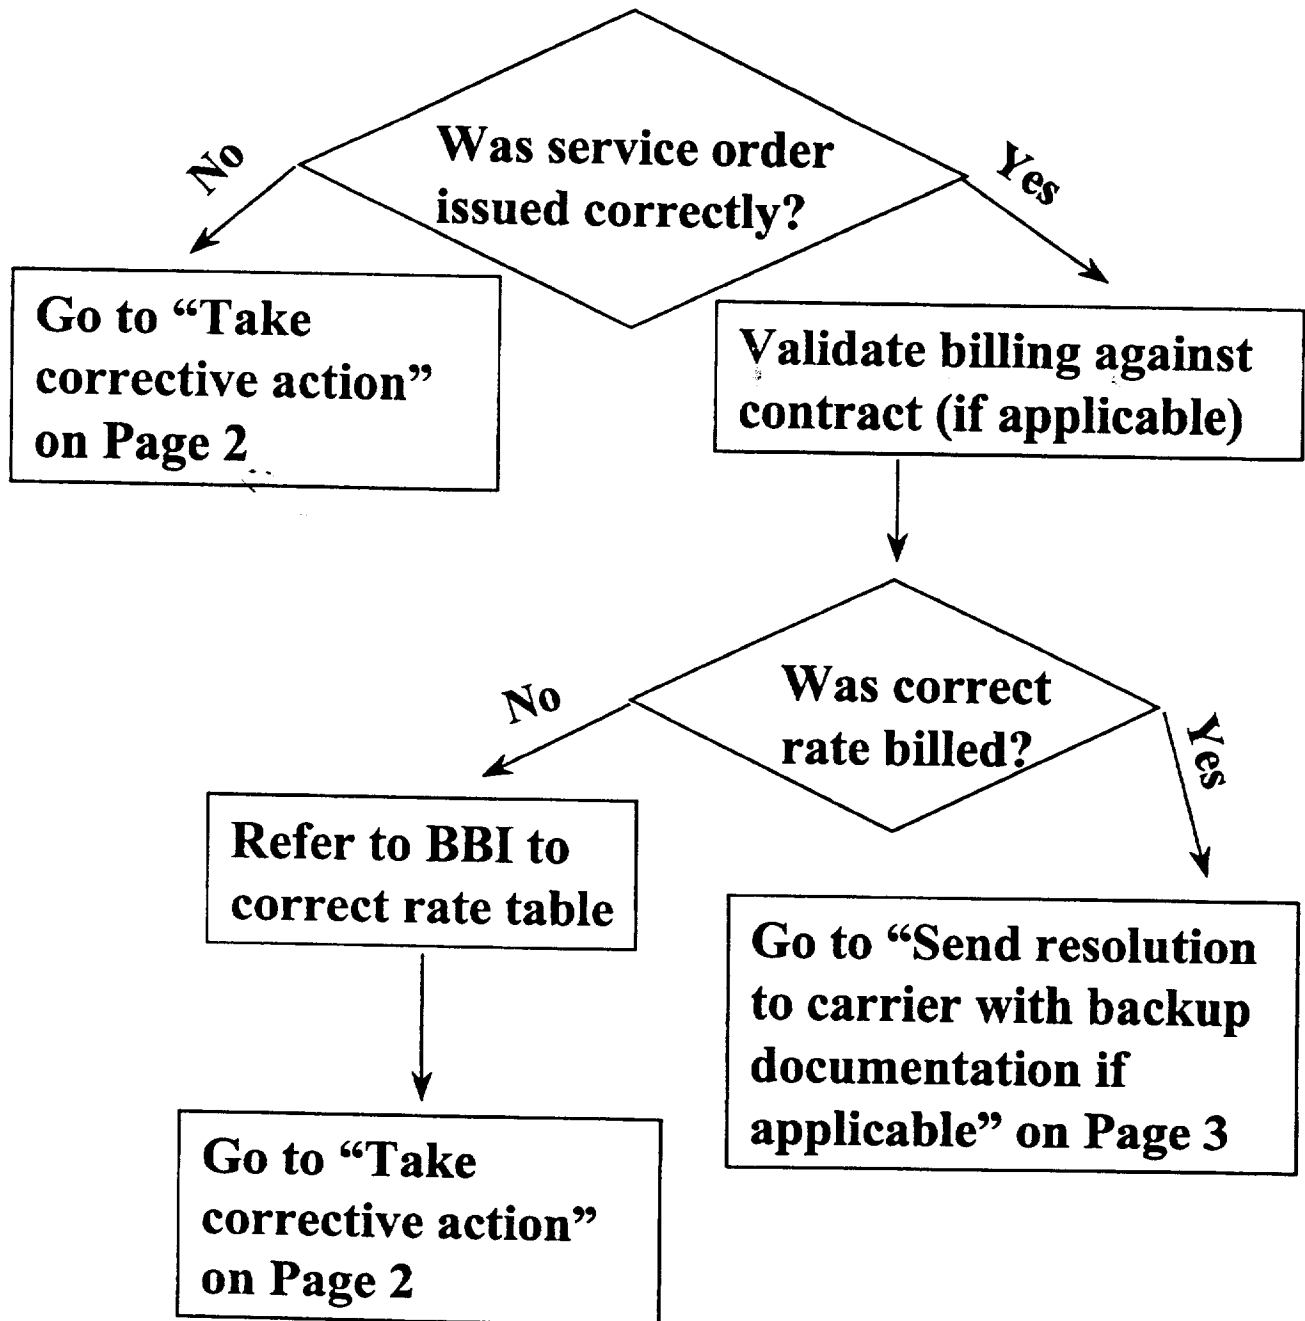 Was service order
issued correctly?
No
Yes
Go to “Take
corrective action”
on Page 2
Validate billing against
contract (if applicable)
Was correct
rate billed?
No
Yes
Refer to BBI to
correct rate table
Go to “Send resolution
to carrier with backup
documentation if
applicable” on Page 3
Go to “Take
corrective action”
on Page 2